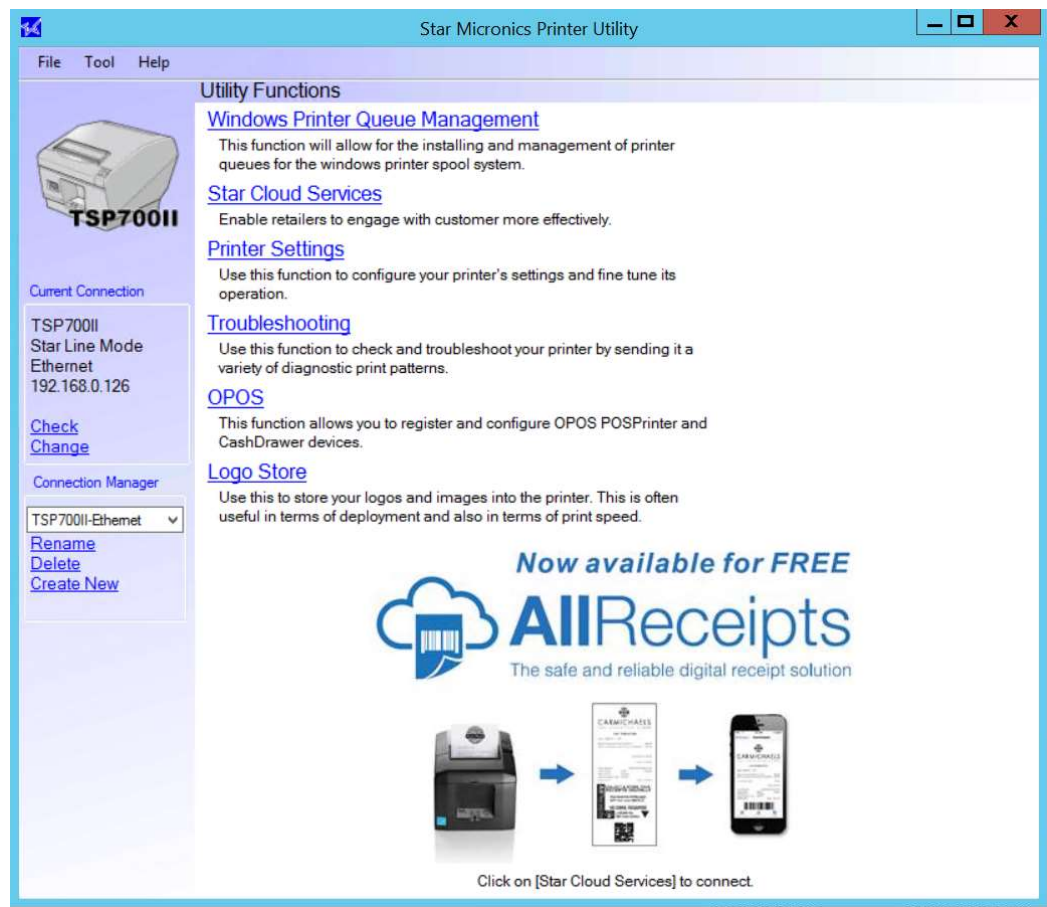 Star Micronics Printer Utility
File Tool Help
TSP700II
Current Connection
TSP700II
Star Line Mode
Ethernet
192.168.0.126
Check
Change
Connection Manager
TSP700II-Ethernet
Rename
Delete
Create New
Utility Functions
Windows Printer Queue Management
This function will allow for the installing and management of printer
queues for the windows printer spool system.
Star Cloud Services
Enable retailers to engage with customer more effectively.
Printer Settings
Use this function to configure your printer's settings and fine tune its
operation.
Troubleshooting
Use this function to check and troubleshoot your printer by sending it a
variety of diagnostic print patterns.
OPOS
This function allows you to register and configure OPOS POSPrinter and
CashDrawer devices.
Logo Store
Use this to store your logos and images into the printer. This is often
useful in terms of deployment and also in terms of print speed.
Now available for FREE
AllReceipts
The safe and reliable digital receipt solution
CARMICHAELS
CARMICHAELS
Click on [Star Cloud Services] to connect.